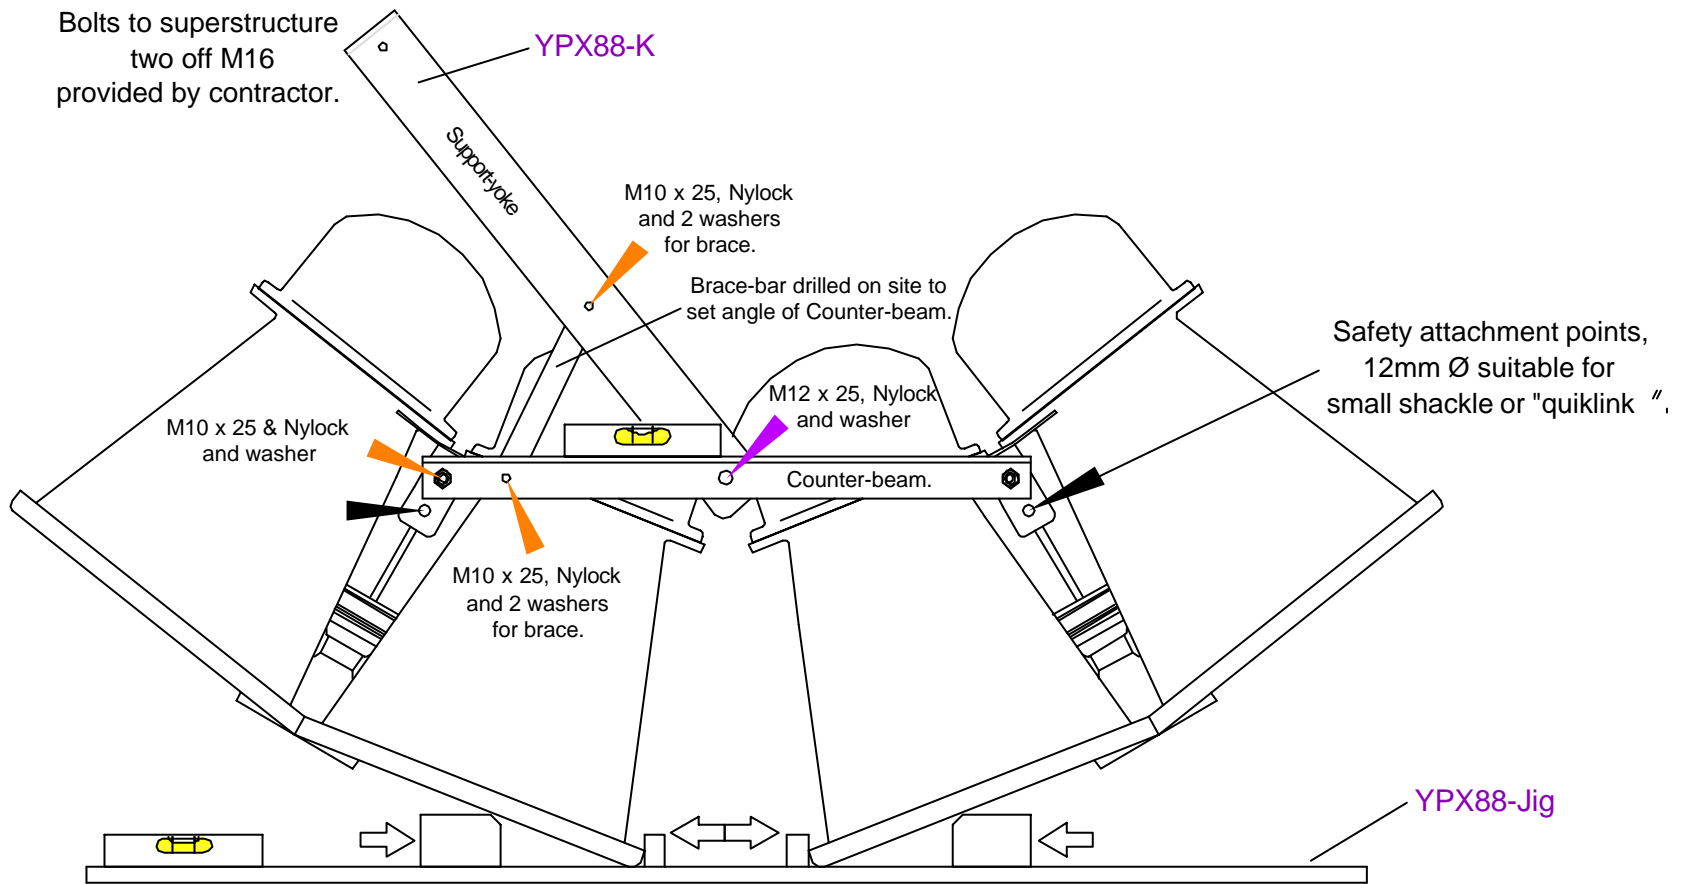 Bolts to superstructure
two off M16
provided by contractor.
YPX88-K
Support-yoke
M10 x 25, Nylock
and 2 washers
for brace.
Brace-bar drilled on site to
set angle of Counter-beam.
Safety attachment points,
12mm Ø suitable for
small shackle or "quiklink ".
M12 x 25, Nylock
and washer
M10 x 25 & Nylock
and washer
Counter-beam.
M10 x 25, Nylock
and 2 washers
for brace.
YPX88-Jig